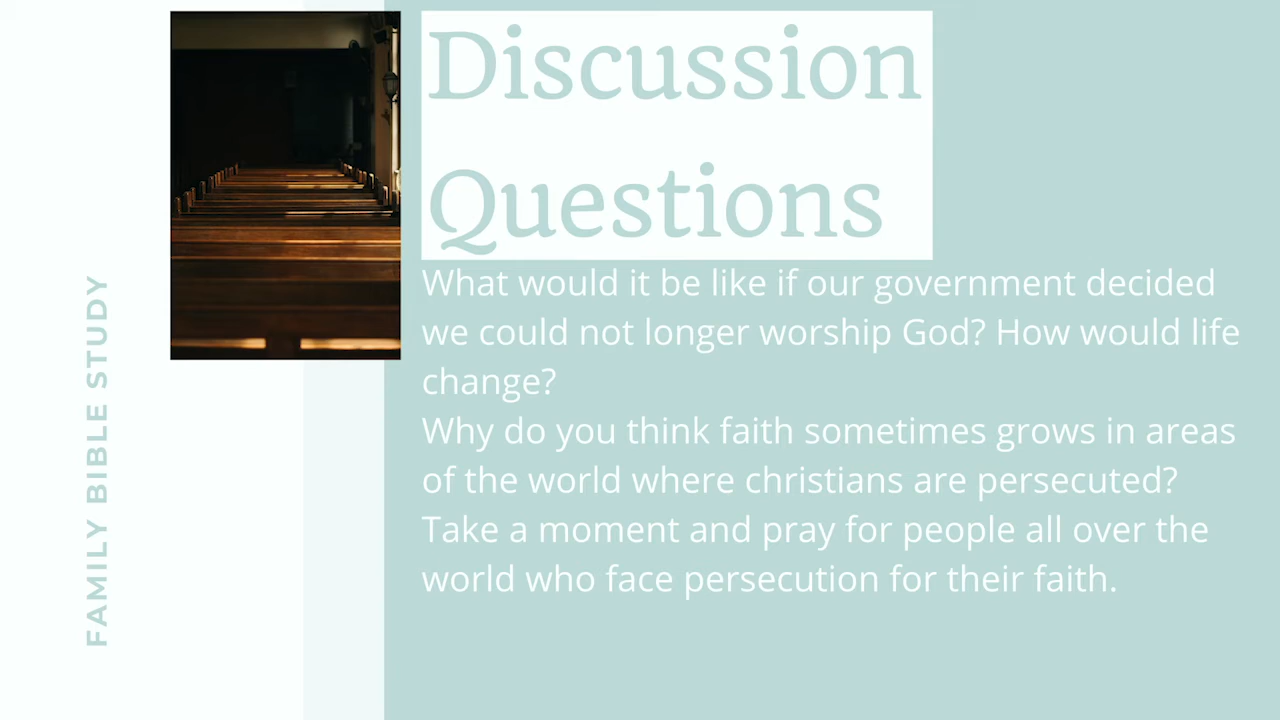 Discussion
Questions
What would it be like if our government decided
we could not longer worship God? How would life
change?
Why do you think faith sometimes grows in areas
of the world where christians are persecuted?
Take a moment and pray for people all over the
world who face persecution for their faith.
FAMILY BIBLE STUDY